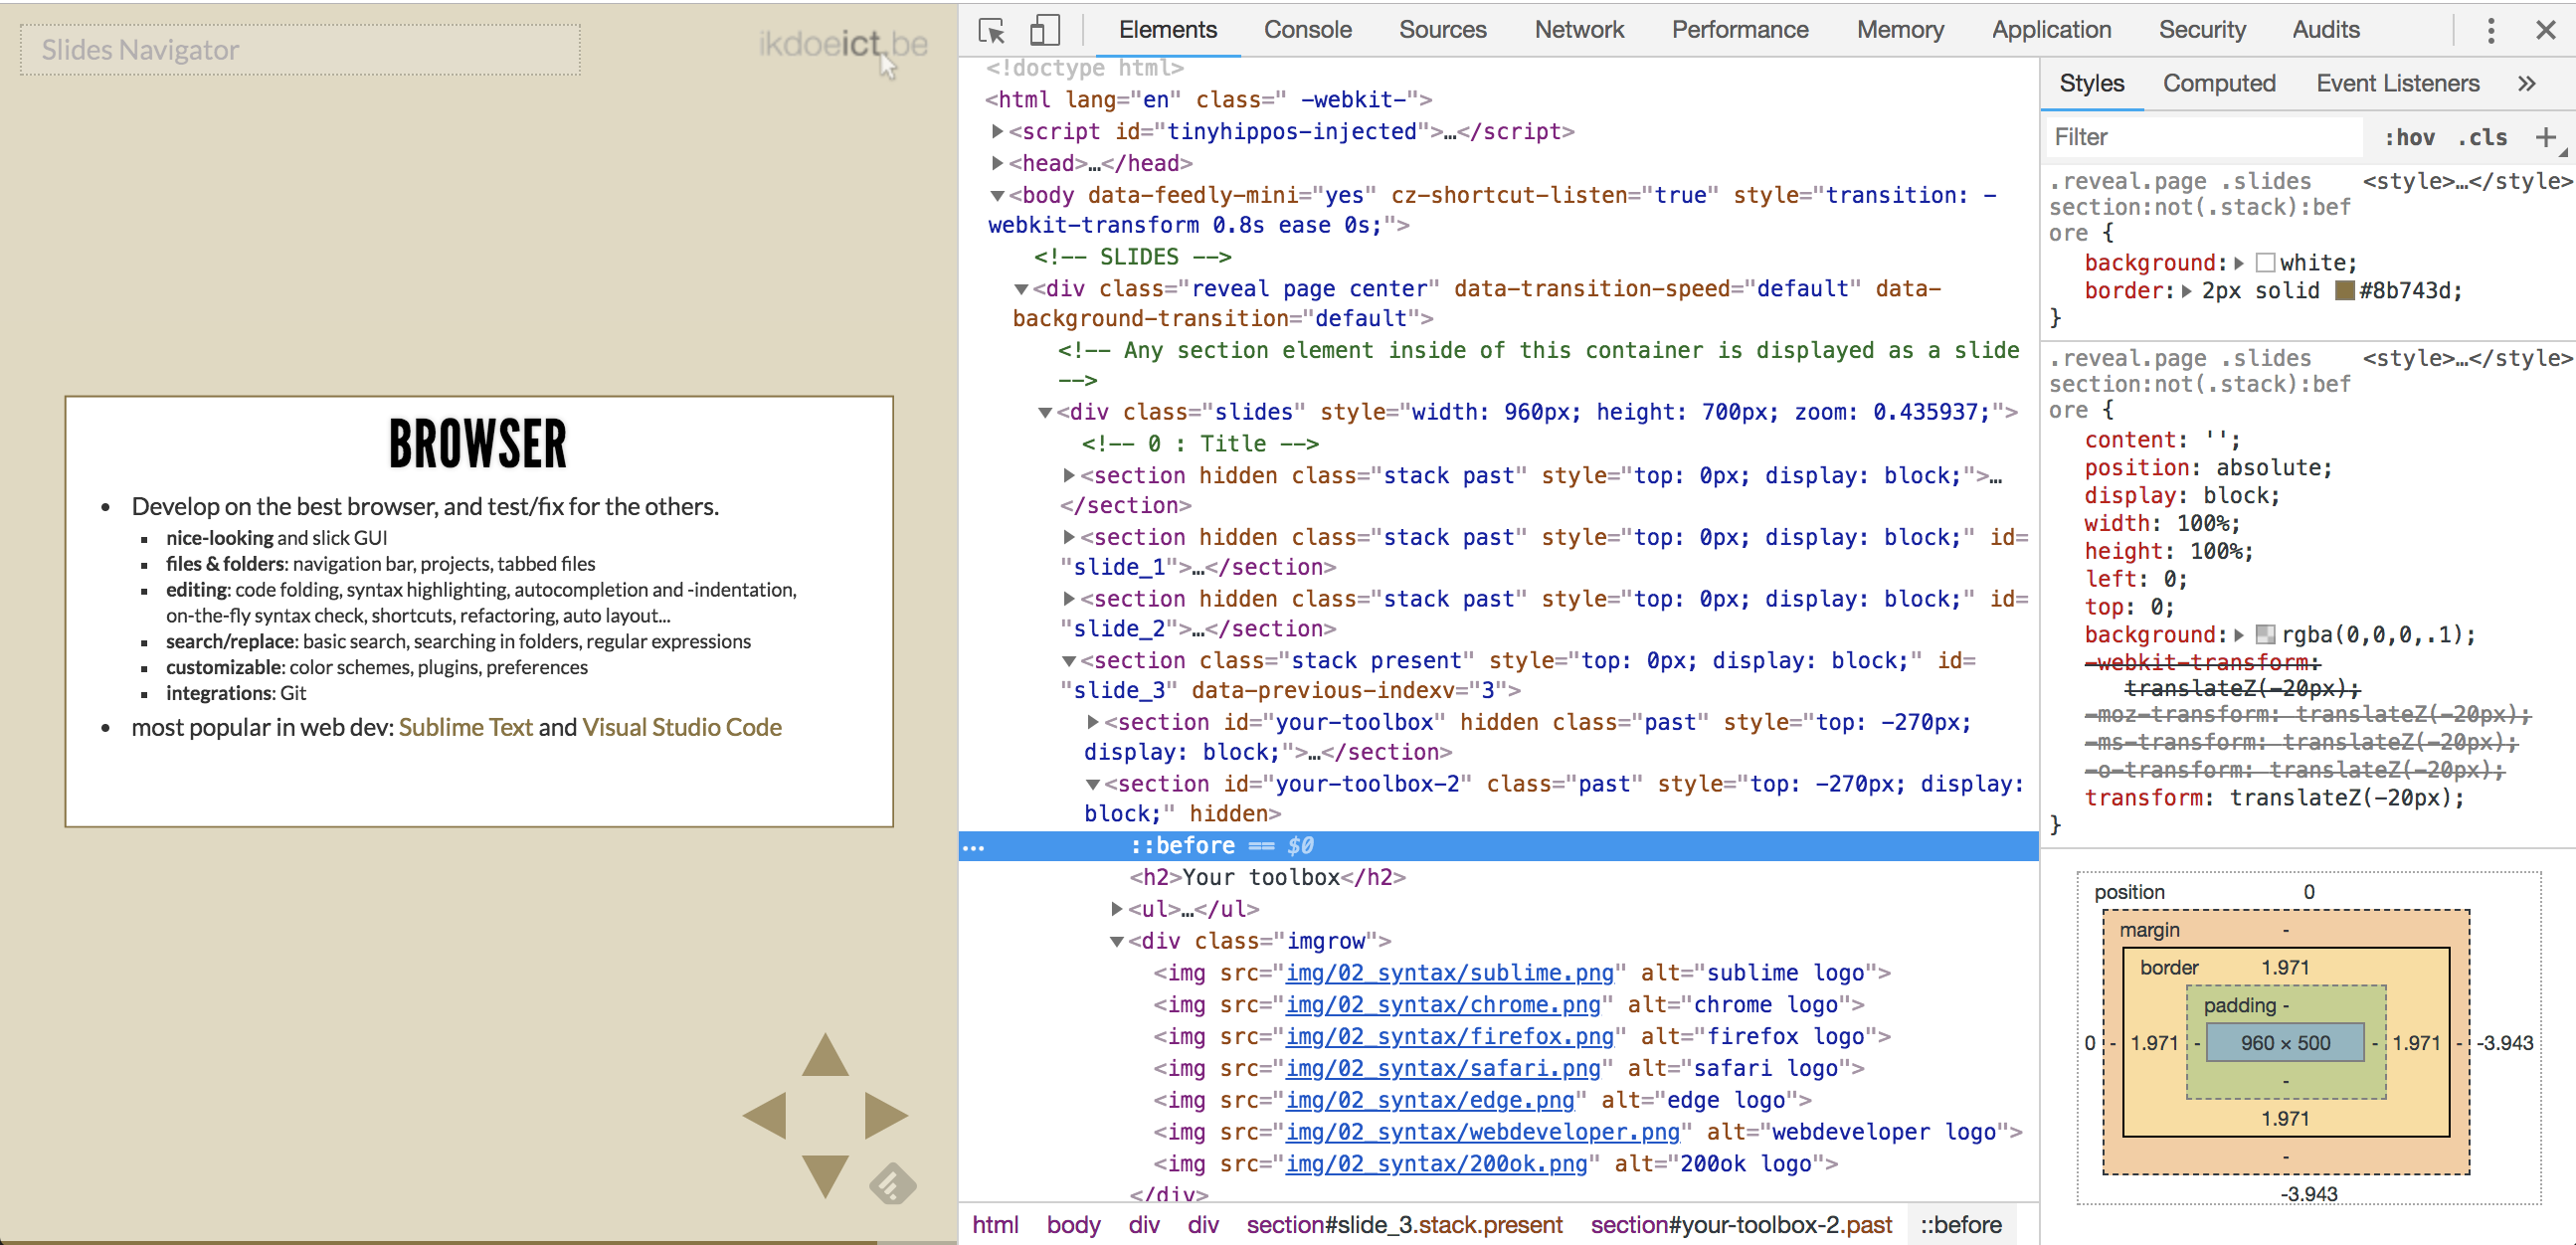 Slides Navigator
ikdoeict.be
BROWSER
• Develop on the best browser, and test/fix for the others.
▪ nice-looking and slick GUI
▪ files & folders: navigation bar, projects, tabbed files
▪ editing: code folding, syntax highlighting, autocompletion and -indentation,
on-the-fly syntax check, shortcuts, refactoring, auto layout...
▪ search/replace: basic search, searching in folders, regular expressions
▪ customizable: color schemes, plugins, preferences
▪ integrations: Git
• most popular in web dev: Sublime Text and Visual Studio Code
Elements Console Sources Network Performance Memory Application Security Audits
<!doctype html>
<html lang="en" class=" -webkit-">
<script id="tinyhippos-injected">…</script>
<head>…</head>
<body data-feedly-mini="yes" cz-shortcut-listen="true" style="transition: -
webkit-transform 0.8s ease 0s;">
<!-- SLIDES -->
<div class="reveal page center" data-transition-speed="default" data-
background-transition="default">
<!-- Any section element inside of this container is displayed as a slide
-->
<div class="slides" style="width: 960px; height: 700px; zoom: 0.435937;">
<!-- 0 : Title -->
<section hidden class="stack past" style="top: 0px; display: block;">…
</section>
<section hidden class="stack past" style="top: 0px; display: block;" id=
"slide_1">…</section>
<section hidden class="stack past" style="top: 0px; display: block;" id=
"slide_2">…</section>
<section class="stack present" style="top: 0px; display: block;" id=
"slide_3" data-previous-indexv="3">
<section id="your-toolbox" hidden class="past" style="top: -270px;
display: block;">…</section>
<section id="your-toolbox-2" class="past" style="top: -270px; display:
block;" hidden>
… ::before == $0
<h2>Your toolbox</h2>
<ul>…</ul>
<div class="imgrow">
<img src="img/02_syntax/sublime.png" alt="sublime logo">
<img src="img/02_syntax/chrome.png" alt="chrome logo">
<img src="img/02_syntax/firefox.png" alt="firefox logo">
<img src="img/02_syntax/safari.png" alt="safari logo">
<img src="img/02_syntax/edge.png" alt="edge logo">
<img src="img/02_syntax/webdeveloper.png" alt="webdeveloper logo">
<img src="img/02_syntax/200ok.png" alt="200ok logo">
</div>
html body div div section#slide_3.stack.present section#your-toolbox-2.past ::before
Styles Computed Event Listeners »
Filter :hov .cls +
.reveal.page .slides <style>…</style>
section:not(.stack):bef
ore {
background: white;
border: 2px solid #8b743d;
}
.reveal.page .slides <style>…</style>
section:not(.stack):bef
ore {
content: '';
position: absolute;
display: block;
width: 100%;
height: 100%;
left: 0;
top: 0;
background: rgba(0,0,0,.1);
-webkit-transform:
translateZ(-20px);
-moz-transform: translateZ(-20px);
-ms-transform: translateZ(-20px);
-o-transform: translateZ(-20px);
transform: translateZ(-20px);
}
position 0
margin -
border 1.971
padding -
0 - 1.971 - 960 × 500 - 1.971 - -3.943
-
1.971
-
-3.943